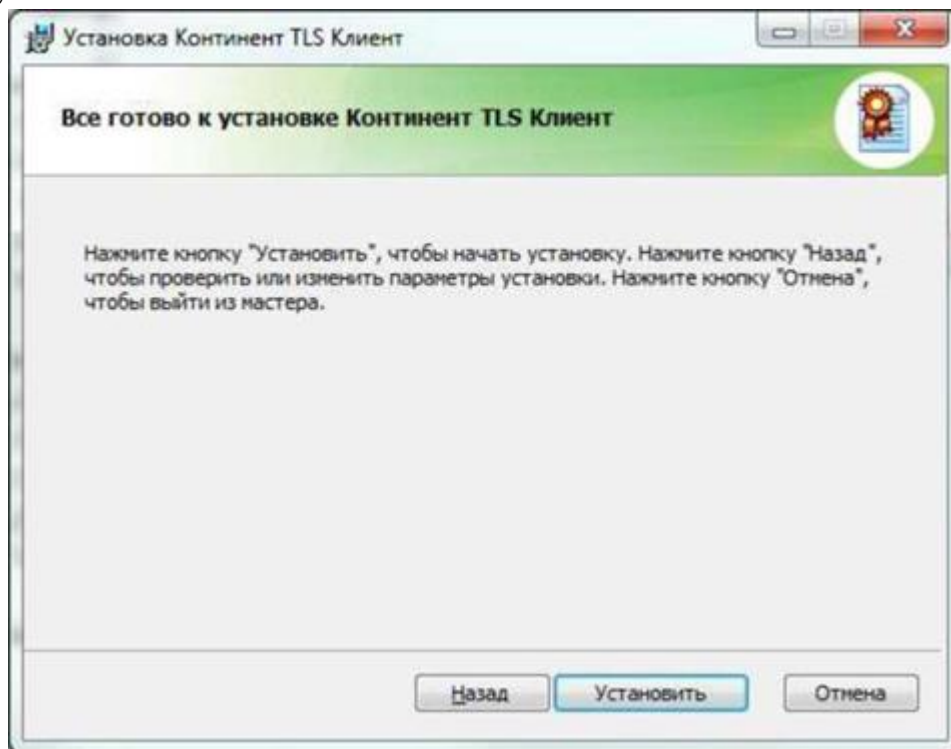 Установка Континент TLS Клиент
Все готово к установке Континент TLS Клиент
Нажмите кнопку "Установить", чтобы начать установку. Нажмите кнопку "Назад",
чтобы проверить или изменить параметры установки. Нажмите кнопку "Отмена",
чтобы выйти из мастера.
Назад
Установить
Отмена